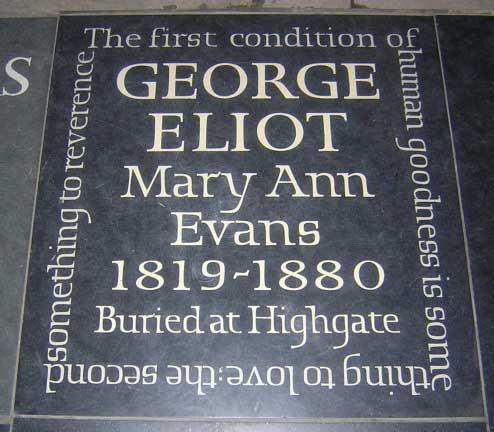 The first condition of
human goodness is some
thing to love: the second
something to reverence
GEORGE
ELIOT
Mary Ann
Evans
1819~1880
Buried at Highgate